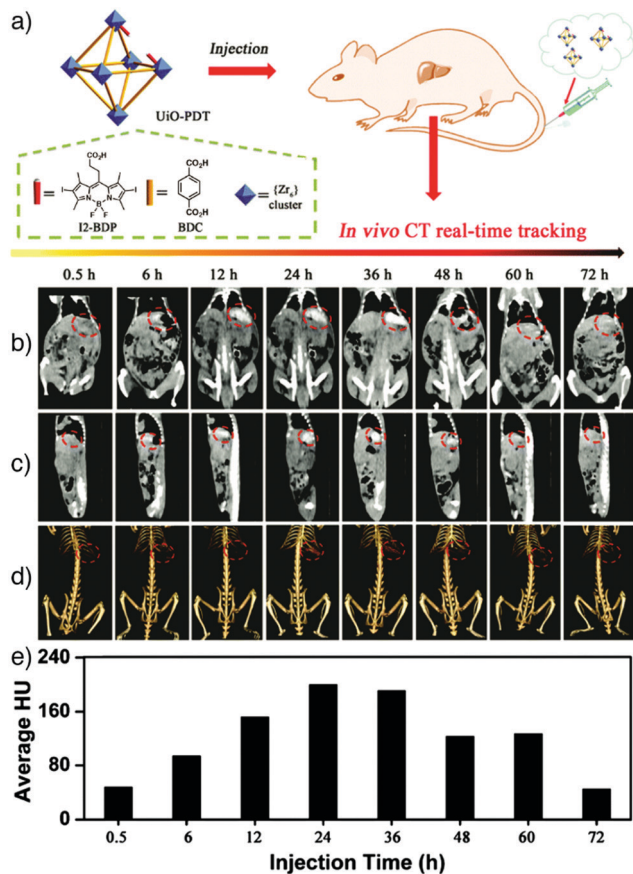 a)
Injection
UiO-PDT
CO₂H
CO₂H
I
I
N
N
B
F
F
CO₂H
= = = {Zr₆}
cluster
I2-BDP
BDC
In vivo CT real-time tracking
0.5 h 6 h 12 h 24 h 36 h 48 h 60 h 72 h
b)
c)
d)
e)
240
160
80
0
Average HU
0.5 6 12 24 36 48 60 72
Injection Time (h)